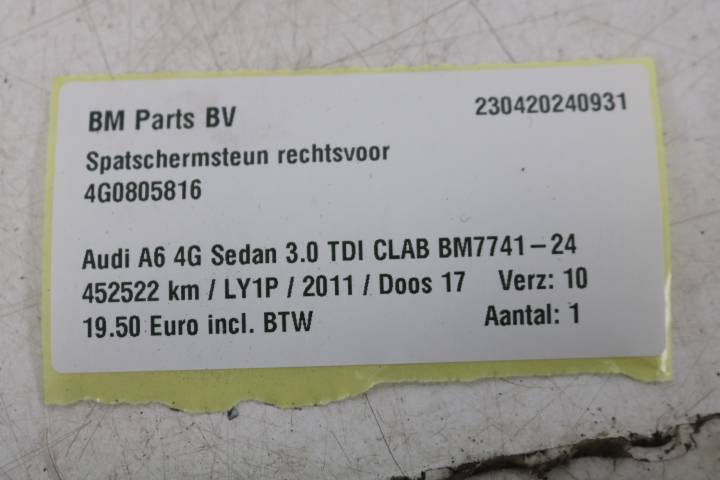 BM Parts BV 230420240931
Spatschermsteun rechtsvoor
4G0805816
Audi A6 4G Sedan 3.0 TDI CLAB BM7741-24
452522 km / LY1P / 2011 / Doos 17 Verz: 10
19.50 Euro incl. BTW Aantal: 1